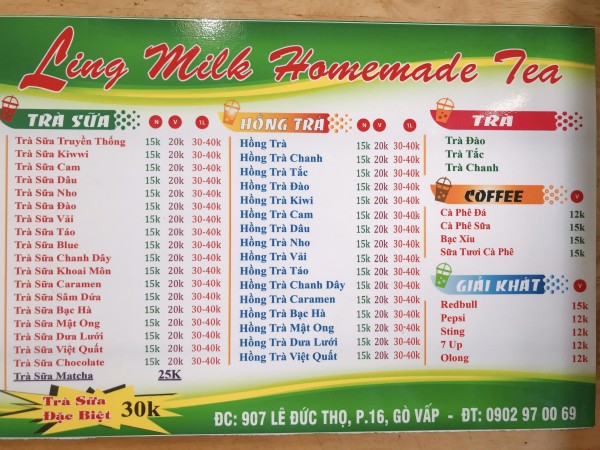 Ling Milk Homemade Tea
TRÀ SỮA N V 1L
Trà Sữa Truyền Thống 15k 20k 30-40k
Trà Sữa Kiwwi 15k 20k 30-40k
Trà Sữa Cam 15k 20k 30-40k
Trà Sữa Dâu 15k 20k 30-40k
Trà Sữa Nho 15k 20k 30-40k
Trà Sữa Đào 15k 20k 30-40k
Trà Sữa Vải 15k 20k 30-40k
Trà Sữa Táo 15k 20k 30-40k
Trà Sữa Blue 15k 20k 30-40k
Trà Sữa Chanh Dây 15k 20k 30-40k
Trà Sữa Khoai Môn 15k 20k 30-40k
Trà Sữa Caramen 15k 20k 30-40k
Trà Sữa Sâm Dứa 15k 20k 30-40k
Trà Sữa Bạc Hà 15k 20k 30-40k
Trà Sữa Mật Ong 15k 20k 30-40k
Trà Sữa Dưa Lưới 15k 20k 30-40k
Trà Sữa Việt Quất 15k 20k 30-40k
Trà Sữa Chocolate 15k 20k 30-40k
Trà Sữa Matcha 25K
Trà Sữa
Đặc Biệt 30k
HỒNG TRÀ N V 1L
Hồng Trà 15k 20k 30-40k
Hồng Trà Chanh 15k 20k 30-40k
Hồng Trà Tắc 15k 20k 30-40k
Hồng Trà Đào 15k 20k 30-40k
Hồng Trà Kiwi 15k 20k 30-40k
Hồng Trà Cam 15k 20k 30-40k
Hồng Trà Dâu 15k 20k 30-40k
Hồng Trà Nho 15k 20k 30-40k
Hồng Trà Vải 15k 20k 30-40k
Hồng Trà Táo 15k 20k 30-40k
Hồng Trà Chanh Dây 15k 20k 30-40k
Hồng Trà Caramen 15k 20k 30-40k
Hồng Trà Bạc Hà 15k 20k 30-40k
Hồng Trà Mật Ong 15k 20k 30-40k
Hồng Trà Dưa Lưới 15k 20k 30-40k
Hồng Trà Việt Quất 15k 20k 30-40k
TRÀ
Trà Đào
Trà Tắc
Trà Chanh
COFFEE V
Cà Phê Đá 12k
Cà Phê Sữa 15k
Bạc Xỉu 15k
Sữa Tươi Cà Phê 15k
GIẢI KHÁT V
Redbull 15k
Pepsi 12k
Sting 12k
7 Up 12k
Olong 12k
ĐC: 907 LÊ ĐỨC THỌ, P.16, GÒ VẤP - ĐT: 0902 97 00 69